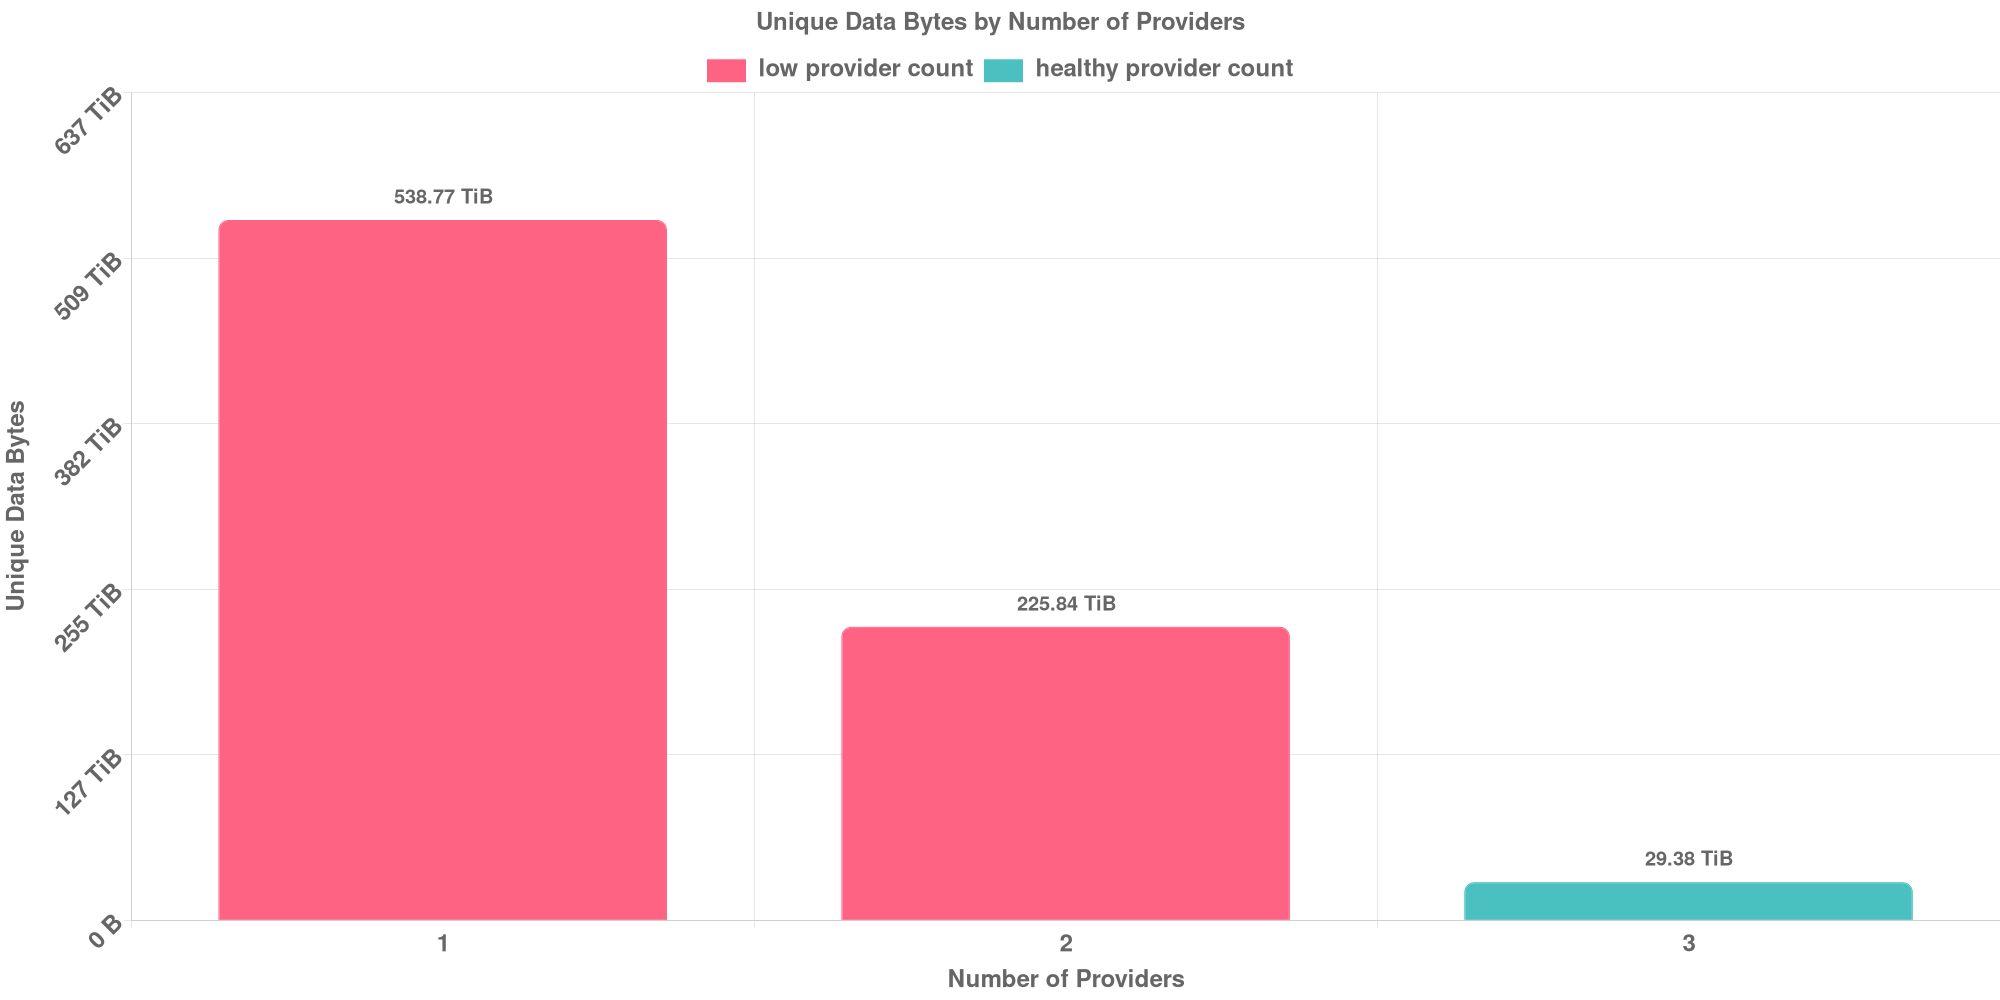 Unique Data Bytes by Number of Providers
low provider count
healthy provider count
637 TiB
509 TiB
382 TiB
255 TiB
127 TiB
0 B
Unique Data Bytes
538.77 TiB
225.84 TiB
29.38 TiB
1
2
3
Number of Providers